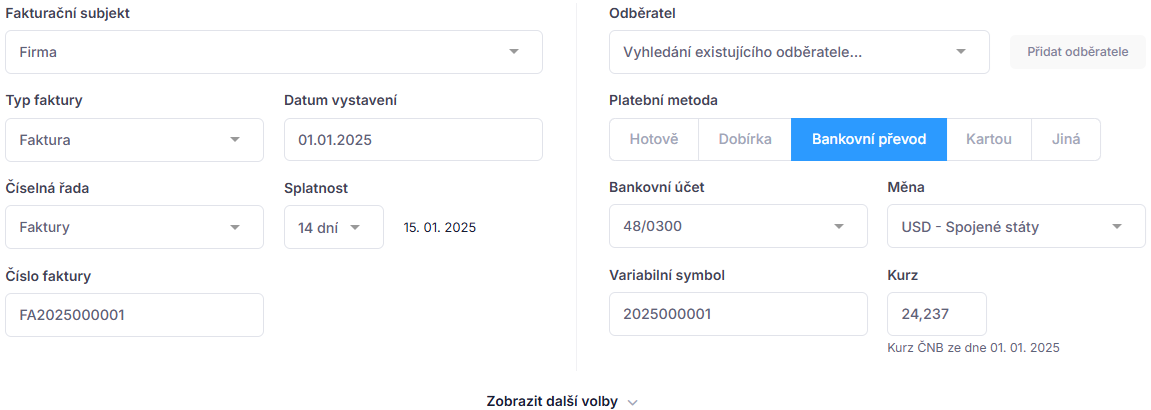 Fakturační subjekt
Firma
Typ faktury
Datum vystavení
Faktura
01.01.2025
Číselná řada
Splatnost
Faktury
14 dní
15. 01. 2025
Číslo faktury
FA2025000001
Odběratel
Vyhledání existujícího odběratele...
Přidat odběratele
Platební metoda
Hotově
Dobírka
Bankovní převod
Kartou
Jiná
Bankovní účet
Měna
48/0300
USD - Spojené státy
Variabilní symbol
Kurz
2025000001
24,237
Kurz ČNB ze dne 01. 01. 2025
Zobrazit další volby